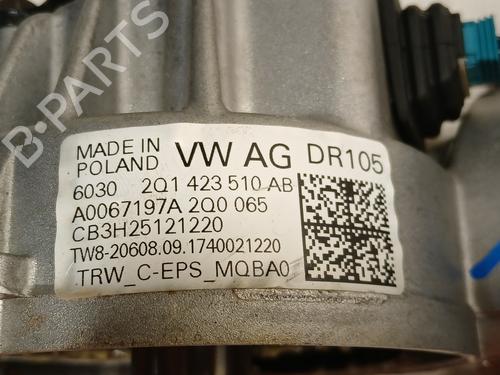 B-PARTS
MADE IN
POLAND VW AG DR105
6030 2Q1 423 510 AB
A0067197A 2Q0 065
CB3H25121220
TW8-20608.09.1740021220
TRW_C-EPS_MQBA0